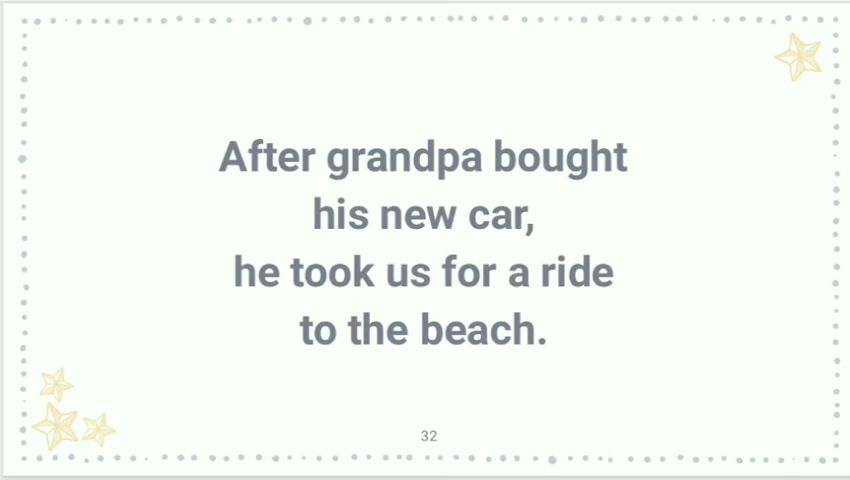 After grandpa bought
his new car,
he took us for a ride
to the beach.
32